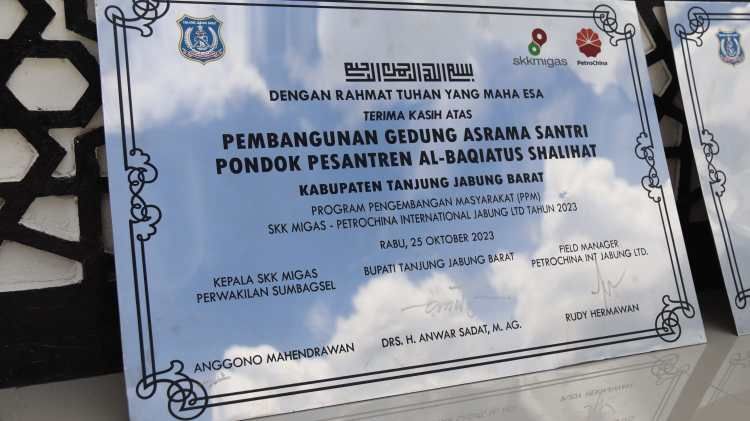 skkmigas
PetroChina
بسم الله الرحمن الرحيم
DENGAN RAHMAT TUHAN YANG MAHA ESA
TERIMA KASIH ATAS
PEMBANGUNAN GEDUNG ASRAMA SANTRI
PONDOK PESANTREN AL-BAQIATUS SHALIHAT
KABUPATEN TANJUNG JABUNG BARAT
PROGRAM PENGEMBANGAN MASYARAKAT (PPM)
SKK MIGAS - PETROCHINA INTERNATIONAL JABUNG LTD TAHUN 2023
RABU, 25 OKTOBER 2023
KEPALA SKK MIGAS
PERWAKILAN SUMBAGSEL
ANGGONO MAHENDRAWAN
BUPATI TANJUNG JABUNG BARAT
DRS. H. ANWAR SADAT, M. AG.
FIELD MANAGER
PETROCHINA INT JABUNG LTD.
RUDY HERMAWAN